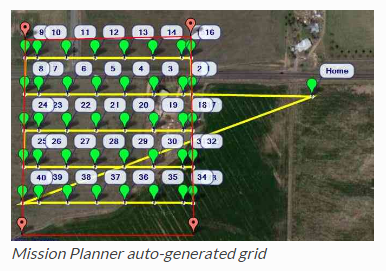 9 10 11 12 13 14 16
8 7 6 5 4 3 2
Home
24 23 22 21 20 19 18
25 26 27 28 29 30 32
40 39 38 37 36 35 34
Mission Planner auto-generated grid